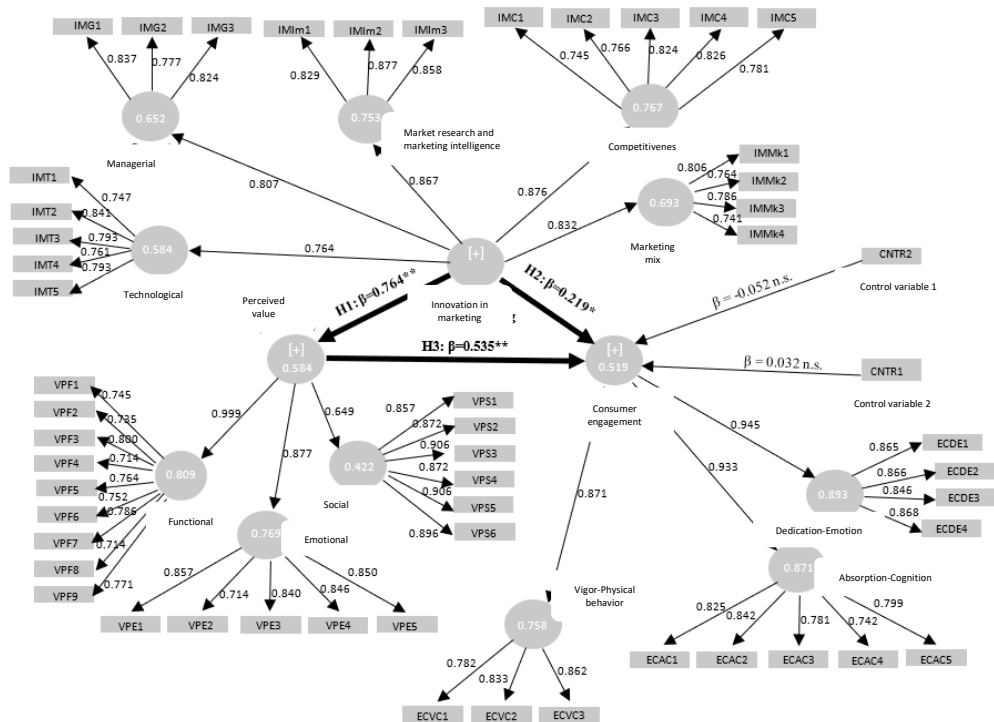 IMG1
IMG2
IMG3
IMIm1
IMIm2
IMIm3
IMC1
IMC2
IMC3
IMC4
IMC5
0.837
0.777
0.824
0.829
0.877
0.858
0.745
0.766
0.824
0.826
0.781
0.652
0.753
0.767
Managerial
Market research and
marketing intelligence
Competitivenes
0.807
0.867
0.876
0.832
IMT1
IMT2
IMT3
IMT4
IMT5
0.747
0.841
0.793
0.761
0.793
0.584
Technological
0.764
IMMk1
IMMk2
IMMk3
IMMk4
0.806
0.764
0.786
0.741
0.693
Marketing
mix
[+]
Innovation in
marketing
CNTR2
Control variable 1
β = -0.052 n.s.
H1: β=0.764**
H2: β=0.219*
H3: β=0.535**
Perceived
value
[+]
0.584
[+]
0.519
β = 0.032 n.s.
CNTR1
Control variable 2
Consumer
engagement
VPF1
VPF2
VPF3
VPF4
VPF5
VPF6
VPF7
VPF8
VPF9
0.745
0.735
0.800
0.714
0.764
0.752
0.786
0.714
0.771
0.809
Functional
0.999
0.877
0.649
0.422
Social
0.857
0.872
0.906
0.872
0.906
0.896
VPS1
VPS2
VPS3
VPS4
VPS5
VPS6
0.769
Emotional
0.857
0.714
0.840
0.846
0.850
VPE1
VPE2
VPE3
VPE4
VPE5
0.945
0.933
0.871
0.893
Dedication-Emotion
0.865
0.866
0.846
0.868
ECDE1
ECDE2
ECDE3
ECDE4
0.871
Absorption-Cognition
0.825
0.842
0.781
0.742
0.799
ECAC1
ECAC2
ECAC3
ECAC4
ECAC5
Vigor-Physical
behavior
0.758
0.782
0.833
0.862
ECVC1
ECVC2
ECVC3